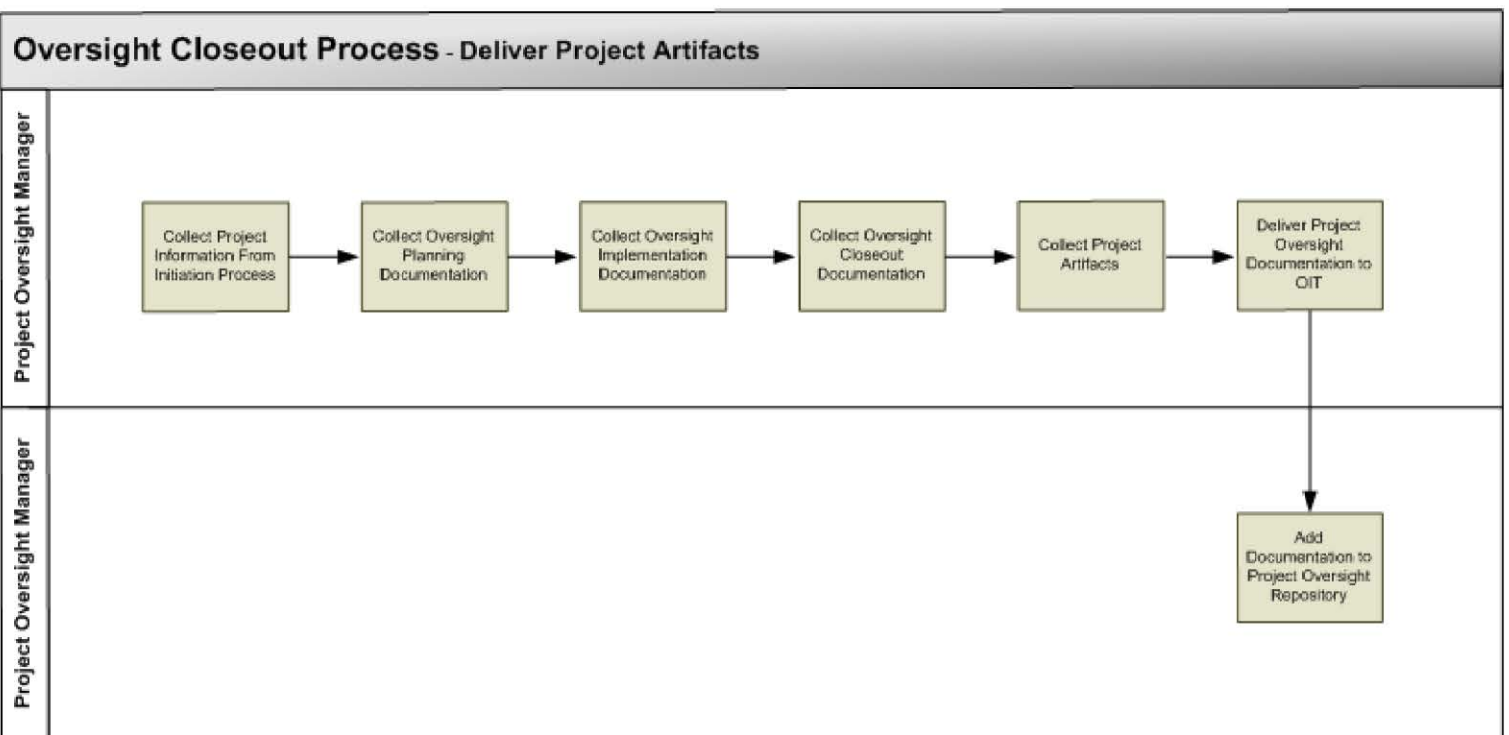 Oversight Closeout Process - Deliver Project Artifacts
Project Oversight Manager
Collect Project
Information From
Initiation Process
Collect Oversight
Planning
Documentation
Collect Oversight
Implementation
Documentation
Collect Oversight
Closeout
Documentation
Collect Project
Artifacts
Deliver Project
Oversight
Documentation to
OIT
Project Oversight Manager
Add
Documentation to
Project Oversight
Repository